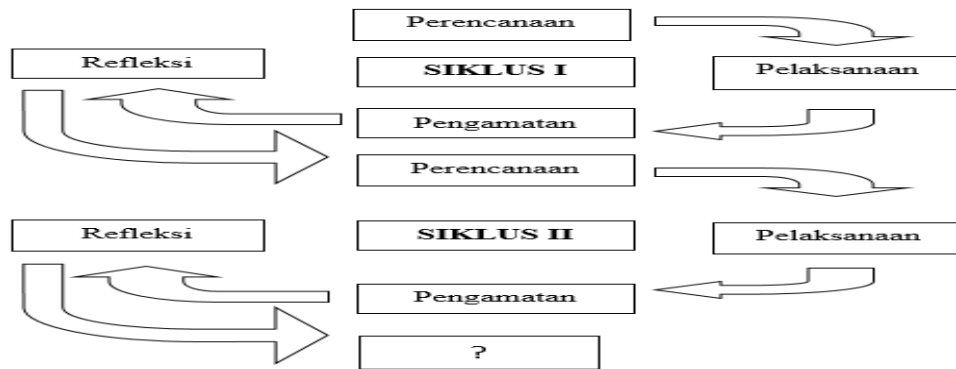 Perencanaan
Refleksi
SIKLUS I
Pelaksanaan
Pengamatan
Perencanaan
Refleksi
SIKLUS II
Pelaksanaan
Pengamatan
?